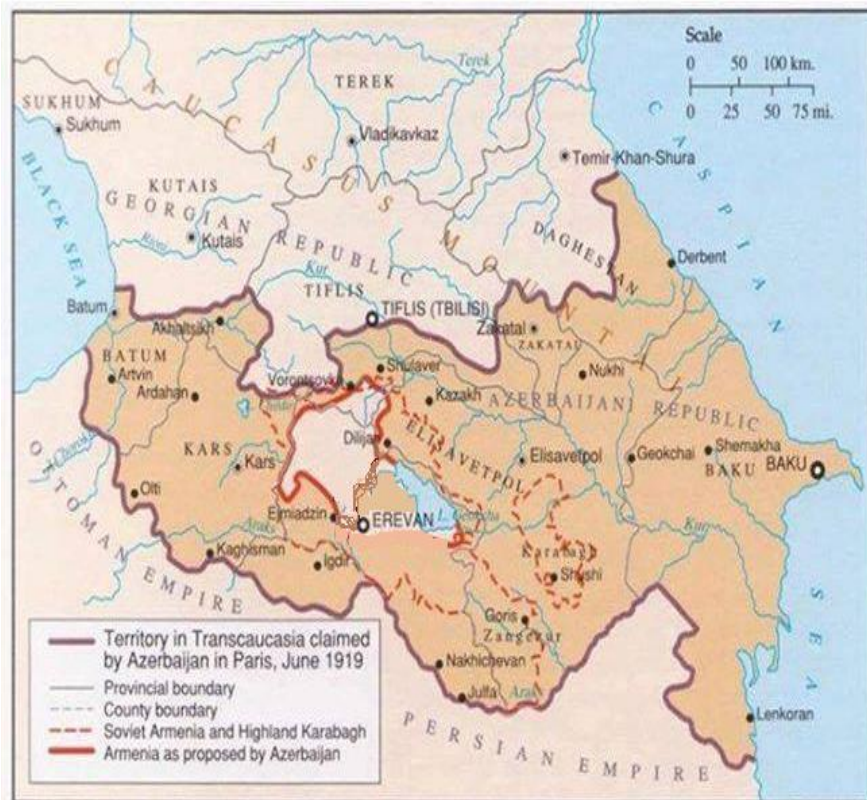 Scale
0 50 100 km.
0 25 50 75 mi.
CAUCASUS MOUNTAINS
TEREK
Terek
SUKHUM
Sukhum
Vladikavkaz
Temir-Khan-Shura
BLACK SEA
CASPIAN SEA
KUTAIS
GEORGIAN REPUBLIC
Kutais
Rioni
DAGHESTAN
Derbent
Kur
TIFLIS
TIFLIS (TBILISI)
Batum
Akhaltsikh
Zakatal
ZAKATAL
BATUM
Artvin
Ardahan
Vorontsovka
Shulaver
Kazakh
Nukhi
AZERBAIJANI REPUBLIC
Dilijan
ELISAVETPOL
Elisavetpol
Geokchai
Shemakha
BAKU
BAKU
KARS
Kars
Olti
OTTOMAN EMPIRE
Ejmiadzin
EREVAN
Araks
Kaghisman
Igdir
Karabagh
Shushi
Kur
Goris
Zangezur
Nakhichevan
Julfa
Araks
Lenkoran
PERSIAN EMPIRE
Territory in Transcaucasia claimed
by Azerbaijan in Paris, June 1919
Provincial boundary
County boundary
Soviet Armenia and Highland Karabagh
Armenia as proposed by Azerbaijan